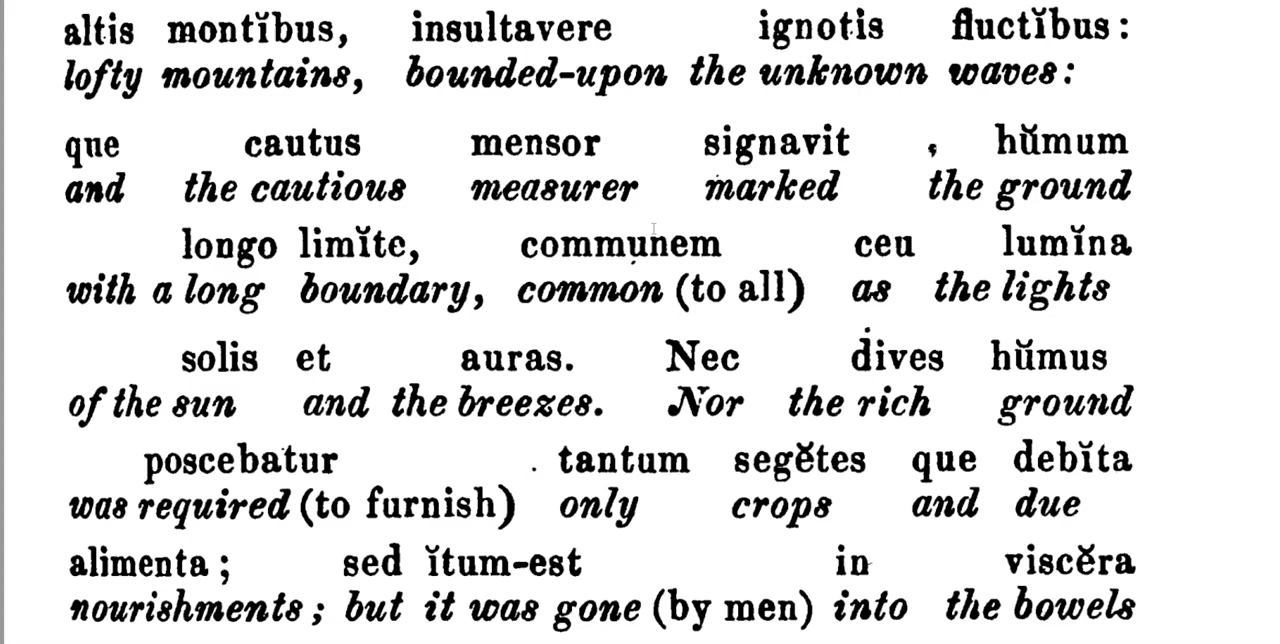 altis montĭbus, insultavere ignotis fluctĭbus:
lofty mountains, bounded-upon the unknown waves:
que cautus mensor signavit , hŭmum
and the cautious measurer marked the ground
longo limĭte, communem ceu lumĭna
with a long boundary, common (to all) as the lights
solis et auras. Nec dives hŭmus
of the sun and the breezes. Nor the rich ground
poscebatur tantum segĕtes que debĭta
was required (to furnish) only crops and due
alimenta; sed ĭtum-est in viscĕra
nourishments; but it was gone (by men) into the bowels